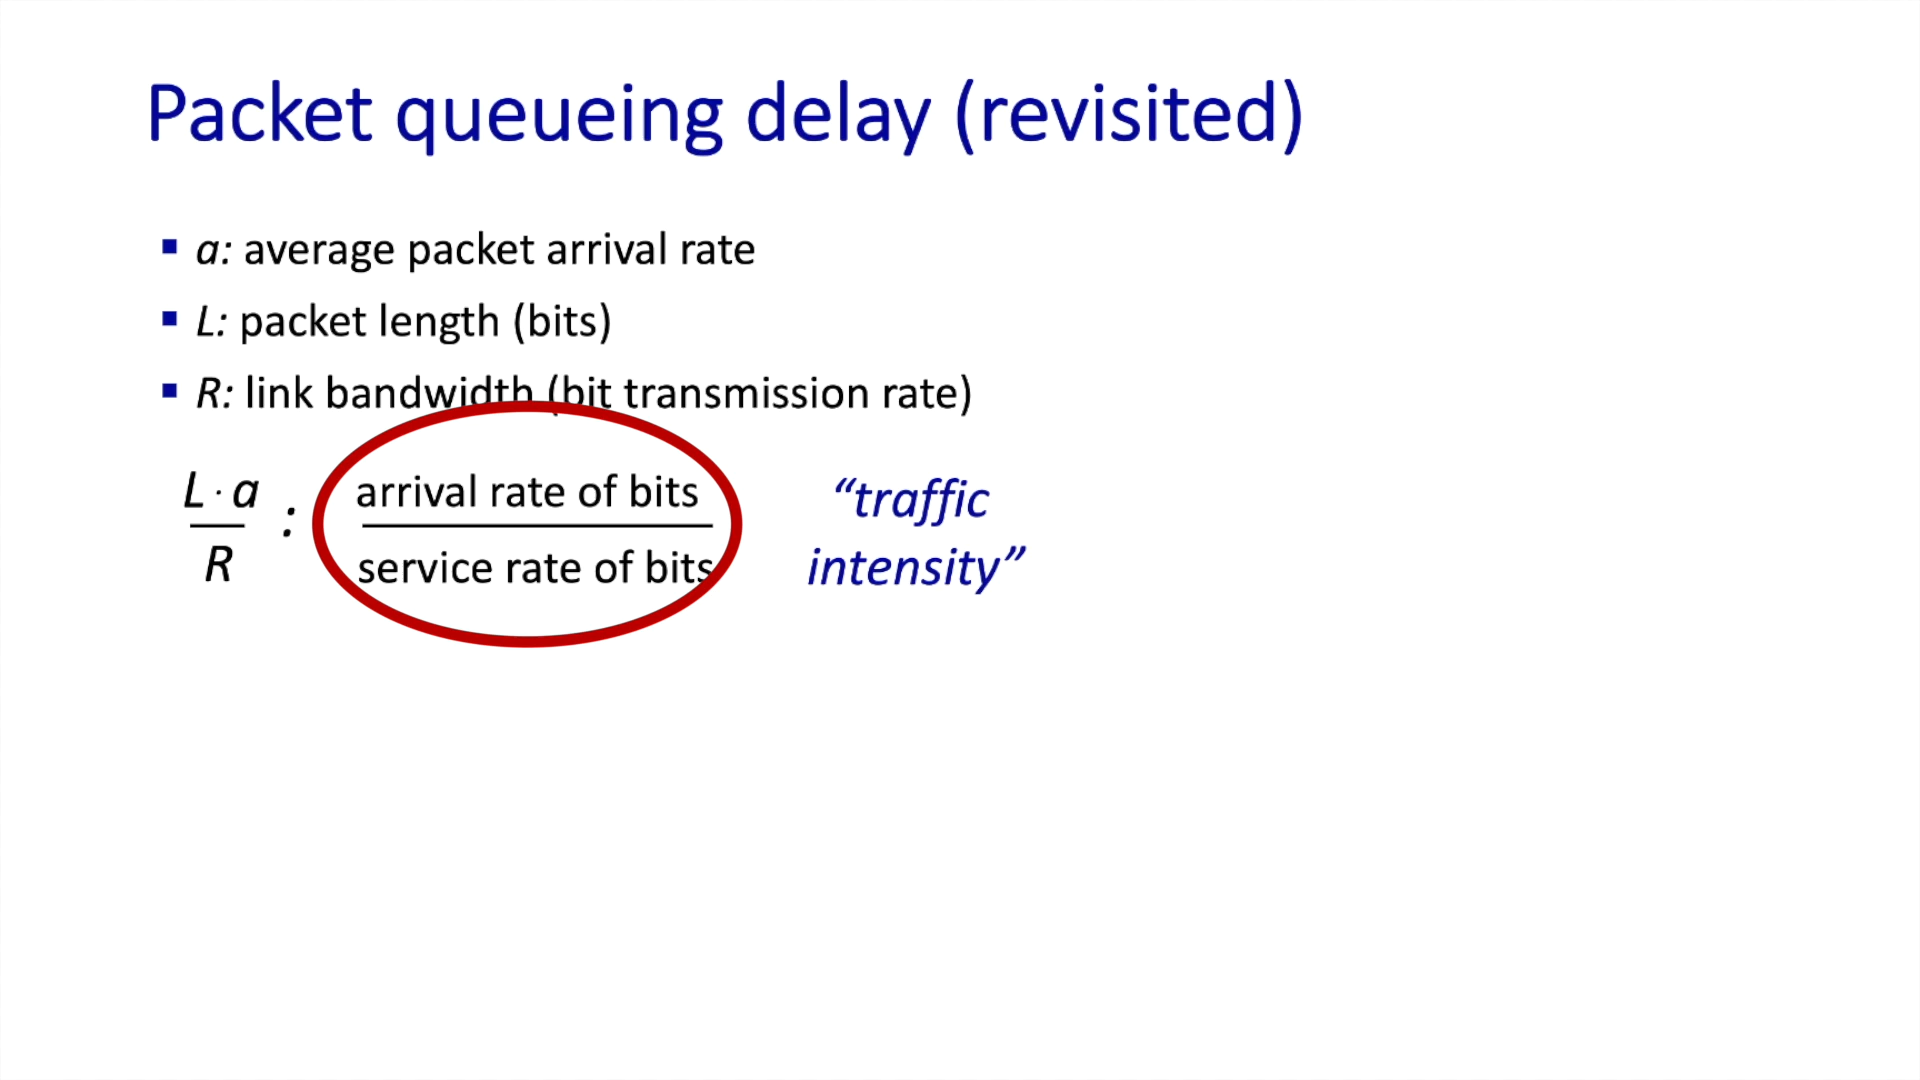 Packet queueing delay (revisited)
▪ a: average packet arrival rate
▪ L: packet length (bits)
▪ R: link bandwidth (bit transmission rate)
L · a
R
:
arrival rate of bits
service rate of bits
“traffic
intensity”